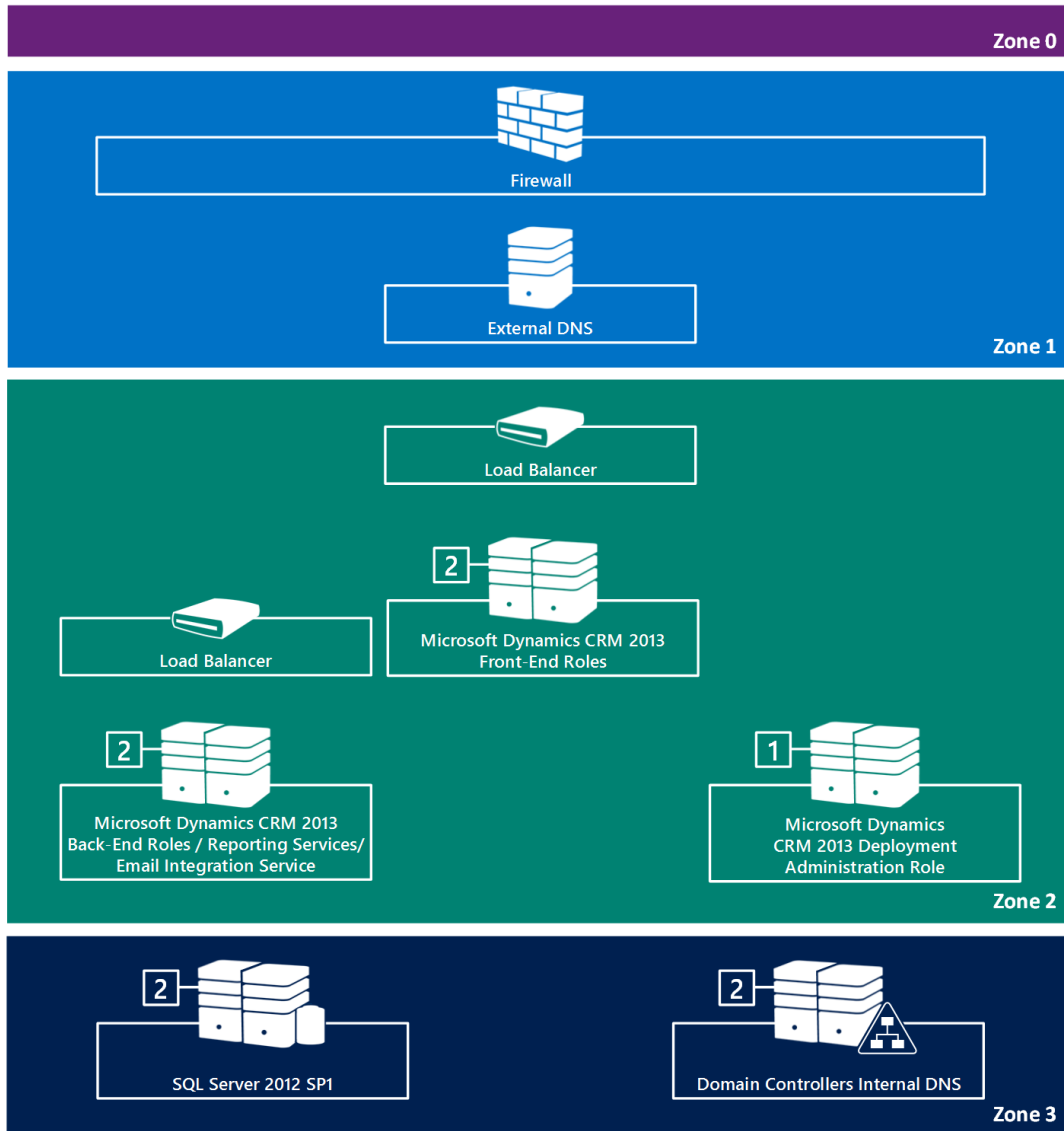 Zone 0
Firewall
External DNS
Zone 1
Load Balancer
2
Microsoft Dynamics CRM 2013
Front-End Roles
Load Balancer
2
Microsoft Dynamics CRM 2013
Back-End Roles / Reporting Services/
Email Integration Service
1
Microsoft Dynamics
CRM 2013 Deployment
Administration Role
Zone 2
2
SQL Server 2012 SP1
2
Domain Controllers Internal DNS
Zone 3